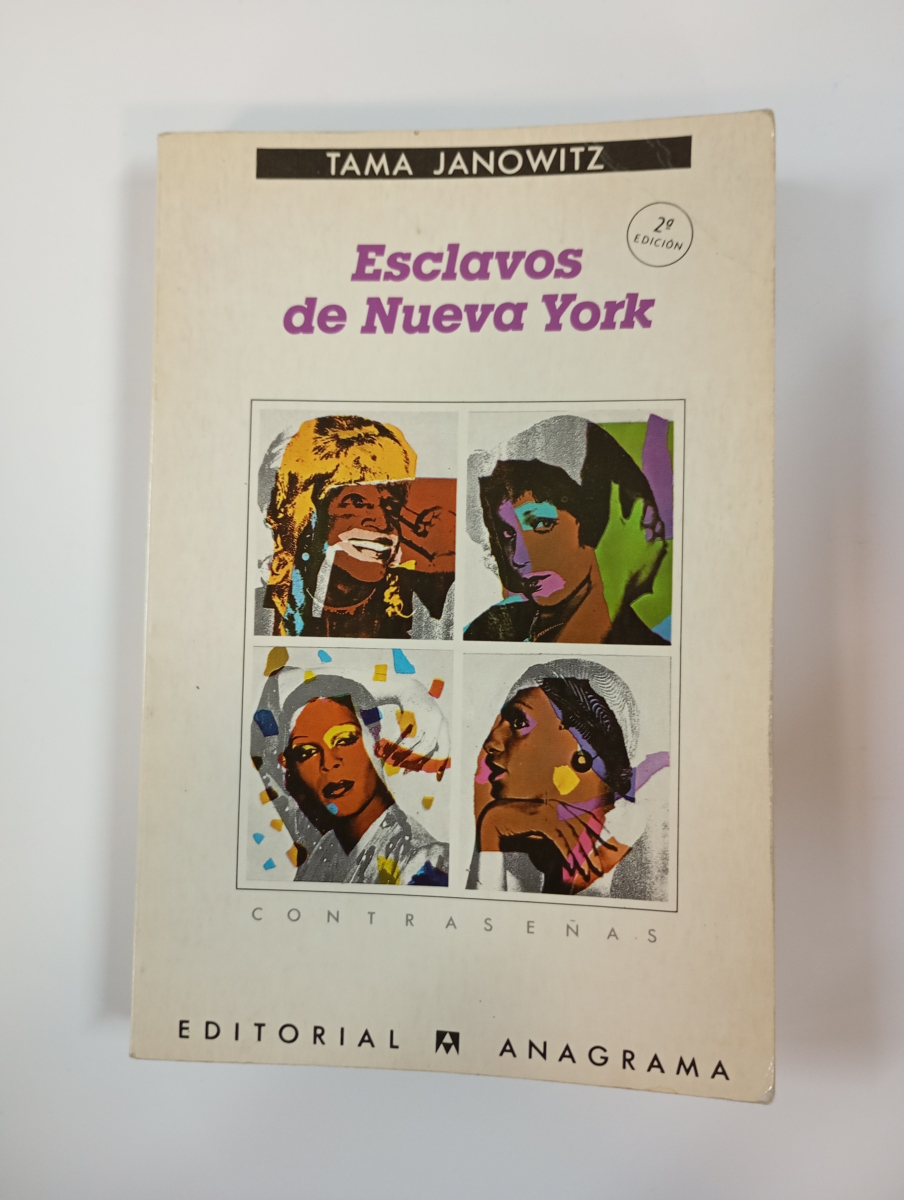 TAMA JANOWITZ
2ª
EDICIÓN
Esclavos
de Nueva York
CONTRASEÑAS
EDITORIAL ANAGRAMA